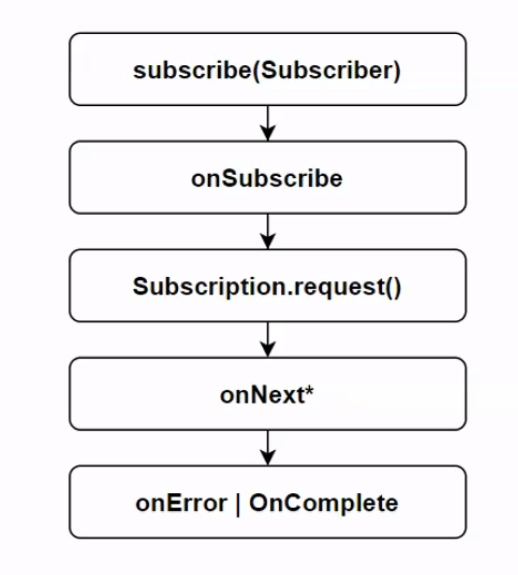 subscribe(Subscriber)
onSubscribe
Subscription.request()
onNext*
onError | OnComplete